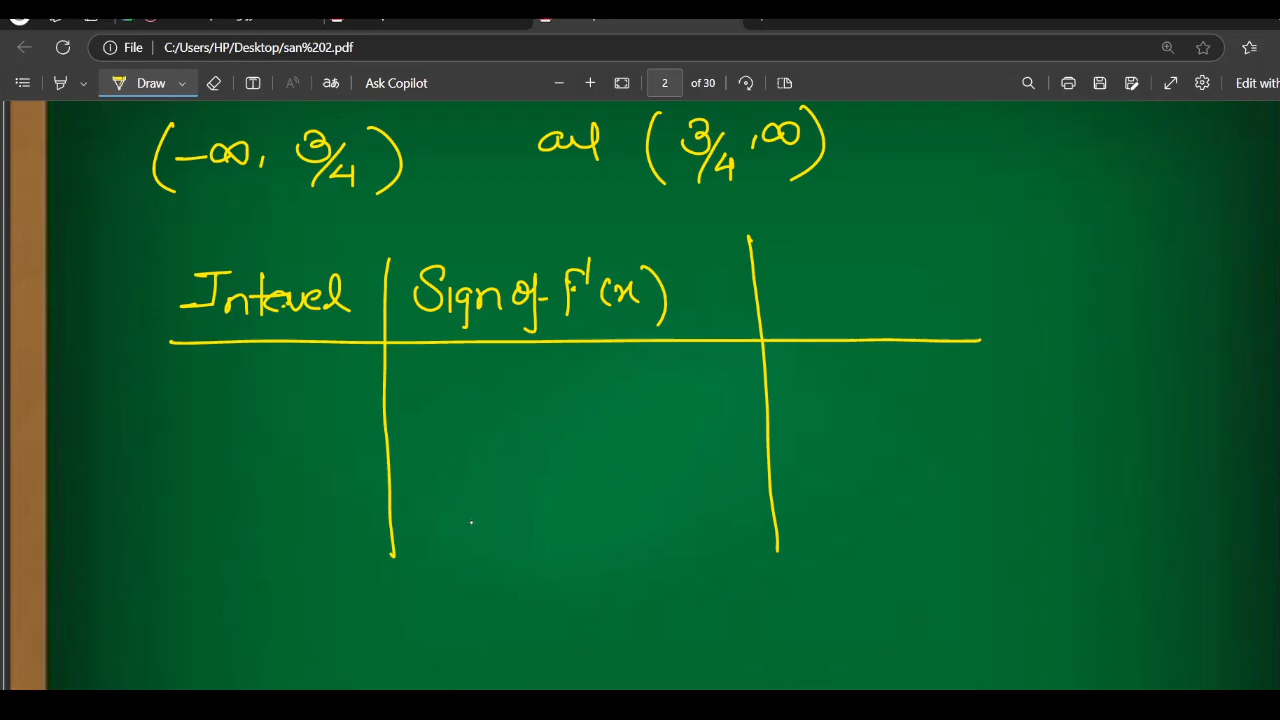 File C:/Users/HP/Desktop/san%202.pdf
Draw Ask Copilot 2 of 30 Edit with
(-∞, 3/4) and (3/4, ∞)
Interval Sign of f'(x)